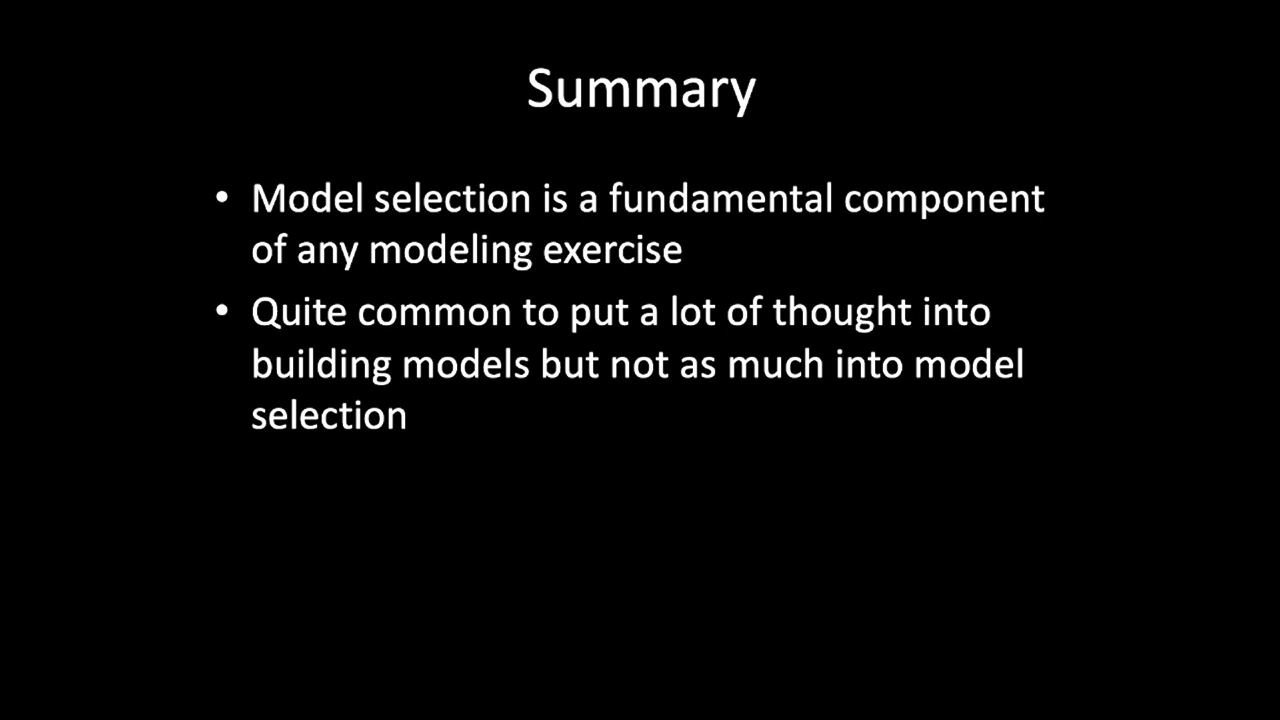 Summary
• Model selection is a fundamental component
of any modeling exercise
• Quite common to put a lot of thought into
building models but not as much into model
selection